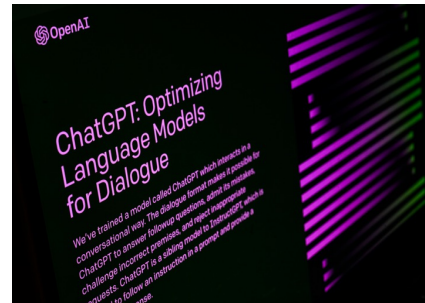 OpenAI
ChatGPT: Optimizing
Language Models
for Dialogue
We've trained a model called ChatGPT which interacts in a
conversational way. The dialogue format makes it possible for
ChatGPT to answer followup questions, admit its mistakes,
challenge incorrect premises, and reject inappropriate
quests. ChatGPT is a sibling model to InstructGPT, which is
to follow an instruction in a prompt and provide a
nse.